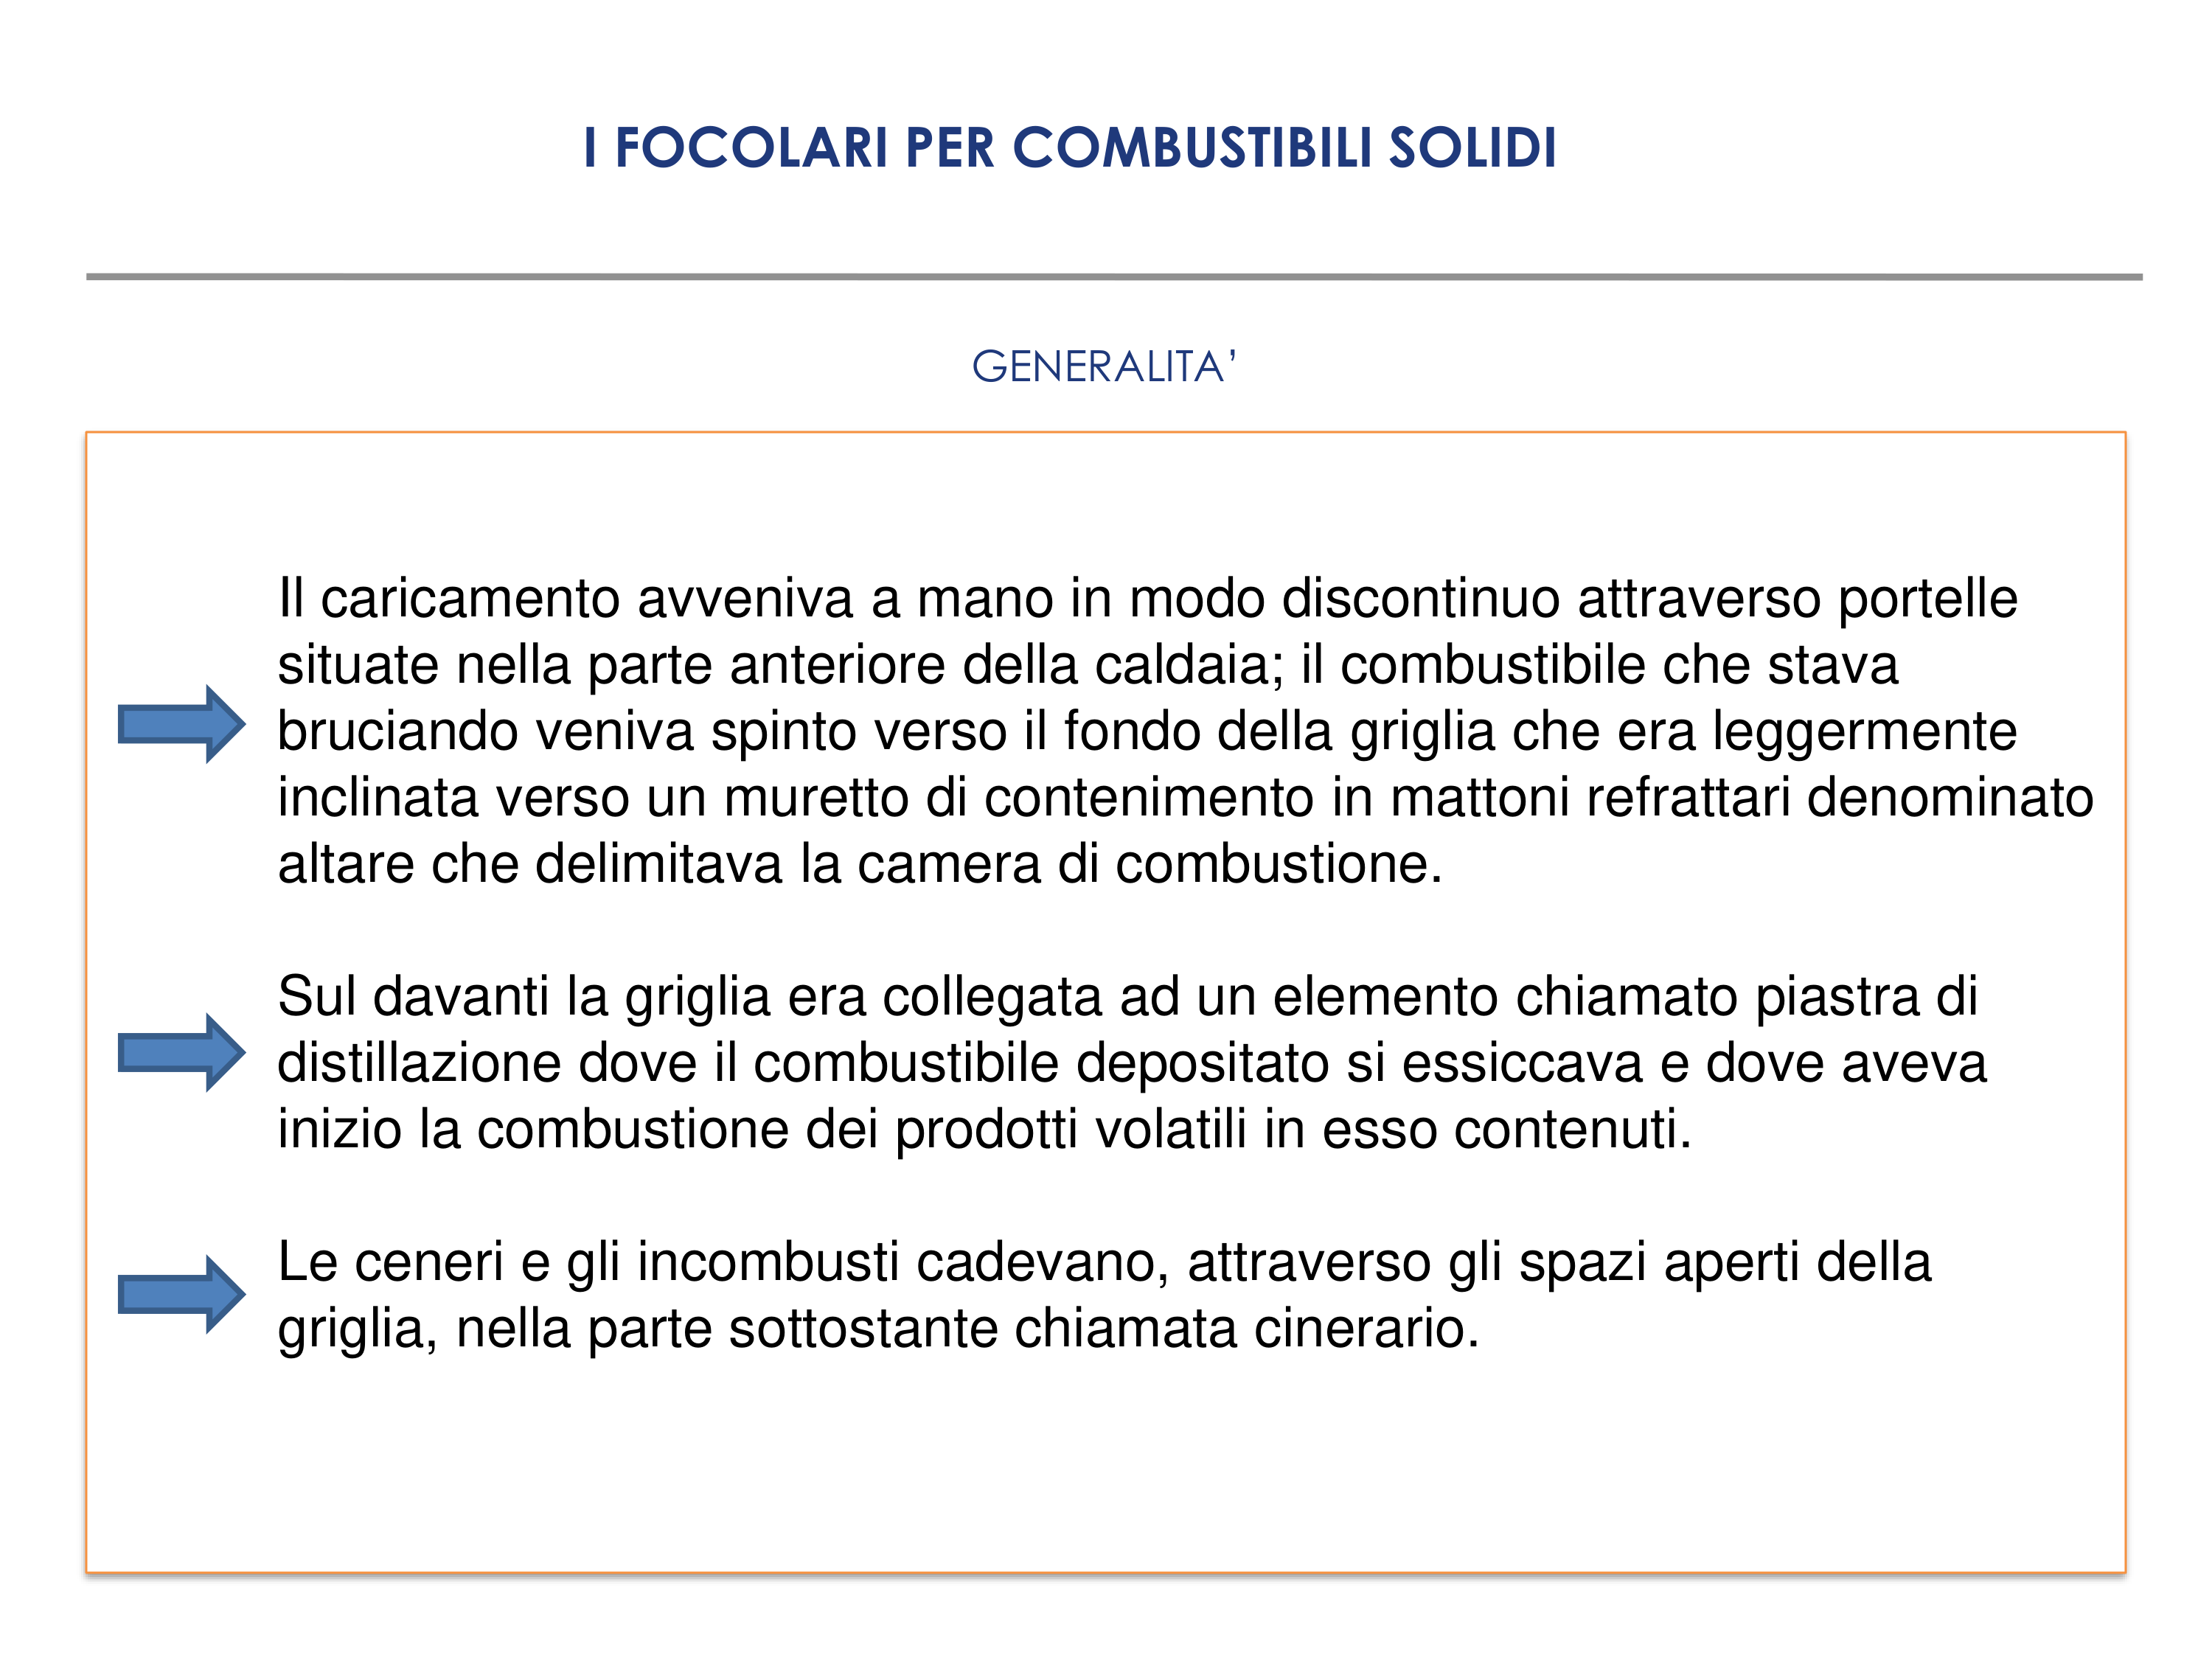 I FOCOLARI PER COMBUSTIBILI SOLIDI
GENERALITA’
Il caricamento avveniva a mano in modo discontinuo attraverso portelle
situate nella parte anteriore della caldaia; il combustibile che stava
bruciando veniva spinto verso il fondo della griglia che era leggermente
inclinata verso un muretto di contenimento in mattoni refrattari denominato
altare che delimitava la camera di combustione.
Sul davanti la griglia era collegata ad un elemento chiamato piastra di
distillazione dove il combustibile depositato si essiccava e dove aveva
inizio la combustione dei prodotti volatili in esso contenuti.
Le ceneri e gli incombusti cadevano, attraverso gli spazi aperti della
griglia, nella parte sottostante chiamata cinerario.